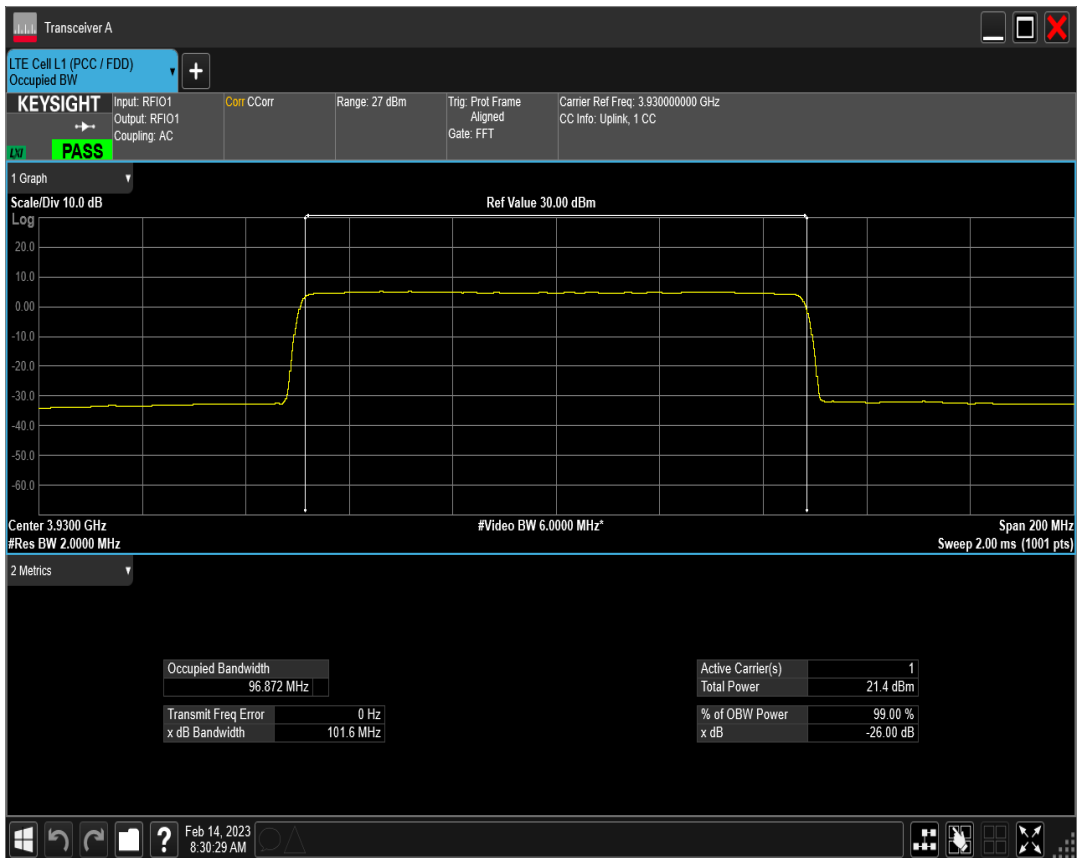 Transceiver A
LTE Cell L1 (PCC / FDD)
Occupied BW
+
KEYSIGHT
LXI
PASS
Input: RFIO1
Output: RFIO1
Coupling: AC
Corr CCorr
Range: 27 dBm
Trig: Prot Frame
Aligned
Gate: FFT
Carrier Ref Freq: 3.930000000 GHz
CC Info: Uplink, 1 CC
1 Graph
Scale/Div 10.0 dB
Ref Value 30.00 dBm
Log
20.0
10.0
0.00
-10.0
-20.0
-30.0
-40.0
-50.0
-60.0
Center 3.9300 GHz
#Video BW 6.0000 MHz*
Span 200 MHz
#Res BW 2.0000 MHz
Sweep 2.00 ms (1001 pts)
2 Metrics
Occupied Bandwidth
96.872 MHz
Transmit Freq Error 0 Hz
x dB Bandwidth 101.6 MHz
Active Carrier(s) 1
Total Power 21.4 dBm
% of OBW Power 99.00 %
x dB -26.00 dB
?
Feb 14, 2023
8:30:29 AM